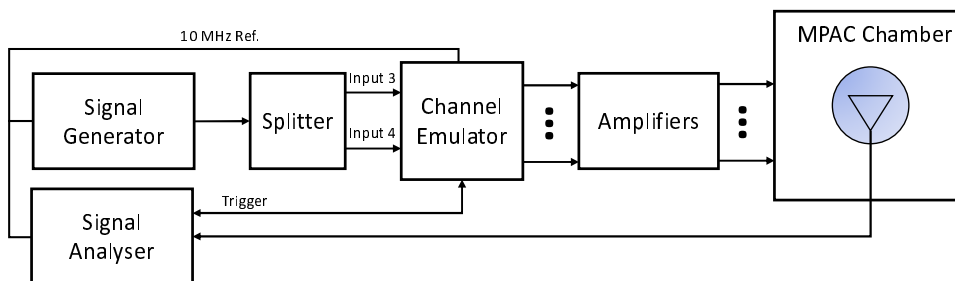 10 MHz Ref.
MPAC Chamber
Signal
Generator
Splitter
Input 3
Input 4
Channel
Emulator
Amplifiers
Trigger
Signal
Analyser